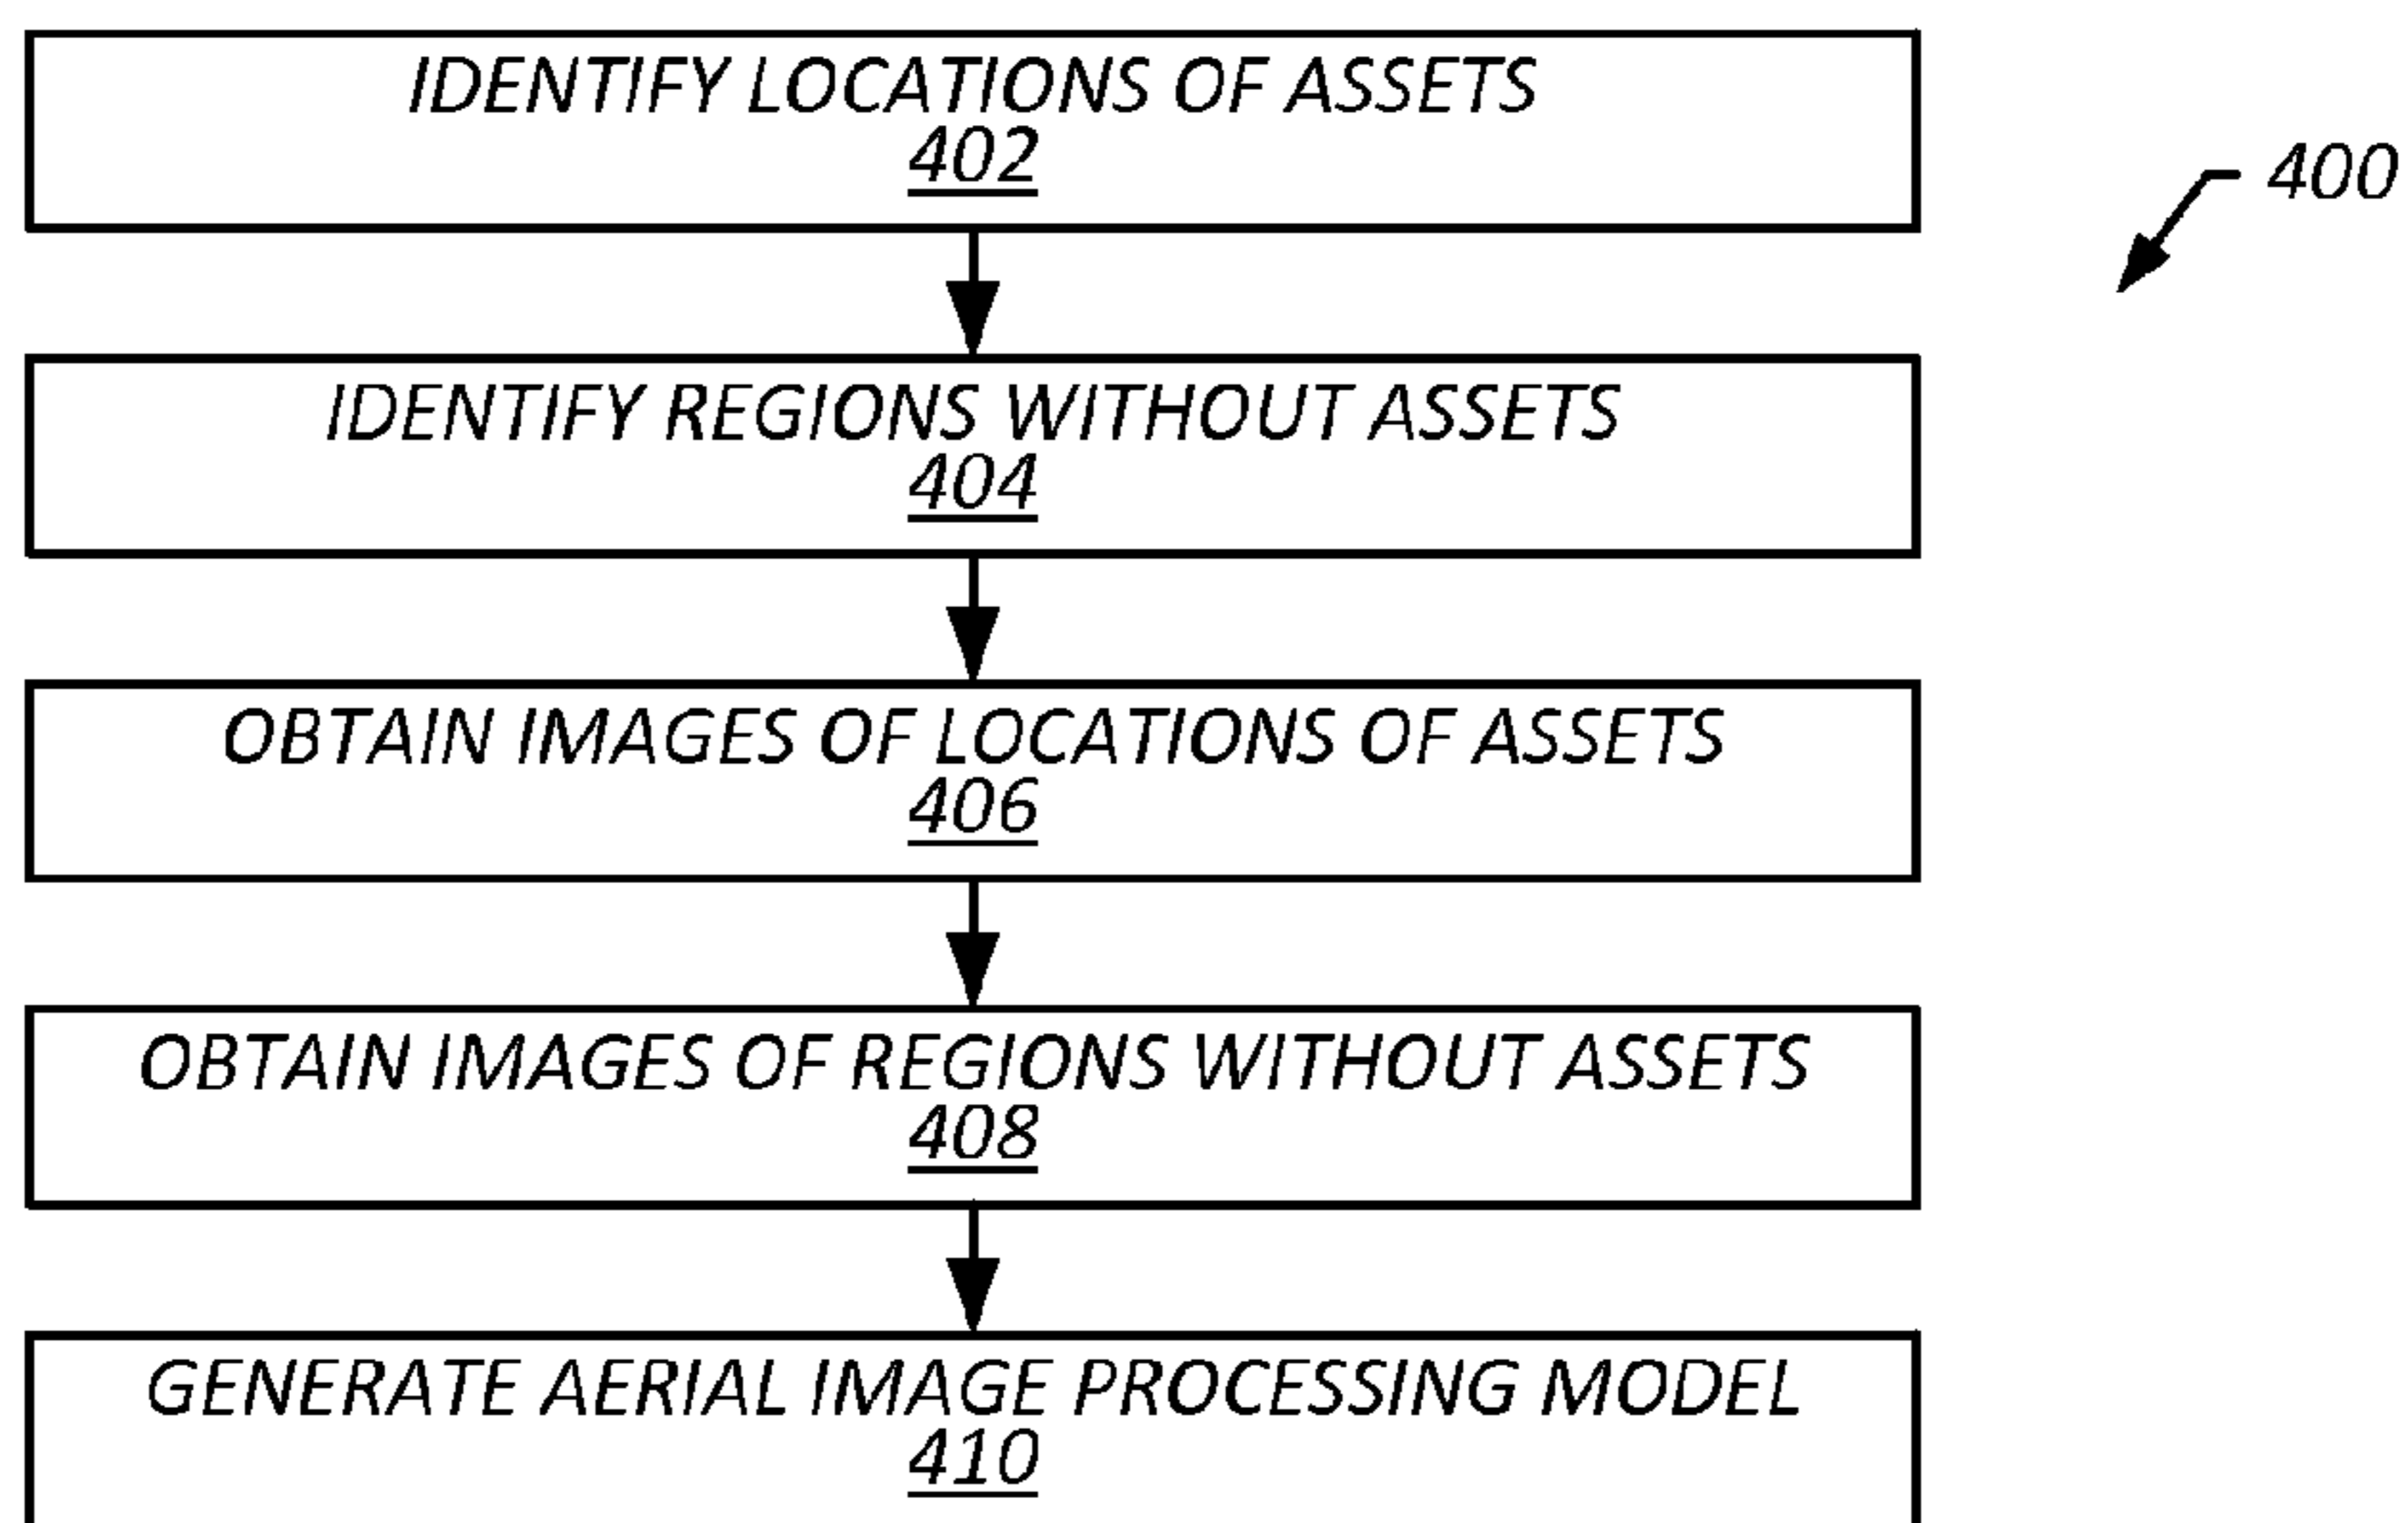 IDENTIFY LOCATIONS OF ASSETS
402
400
IDENTIFY REGIONS WITHOUT ASSETS
404
OBTAIN IMAGES OF LOCATIONS OF ASSETS
406
OBTAIN IMAGES OF REGIONS WITHOUT ASSETS
408
GENERATE AERIAL IMAGE PROCESSING MODEL
410